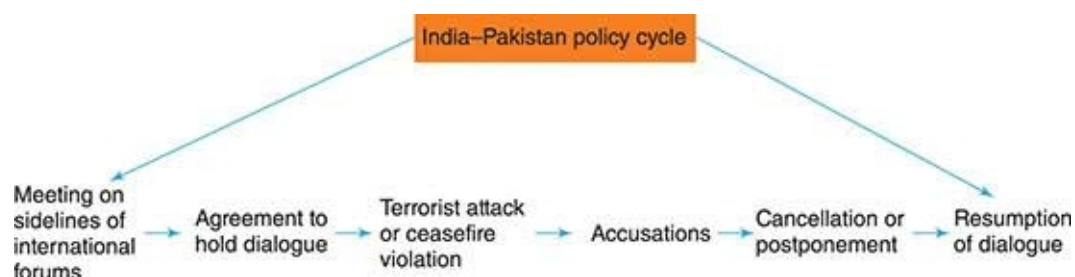 India–Pakistan policy cycle
Meeting on
sidelines of
international
forums
Agreement to
hold dialogue
Terrorist attack
or ceasefire
violation
Accusations
Cancellation or
postponement
Resumption
of dialogue